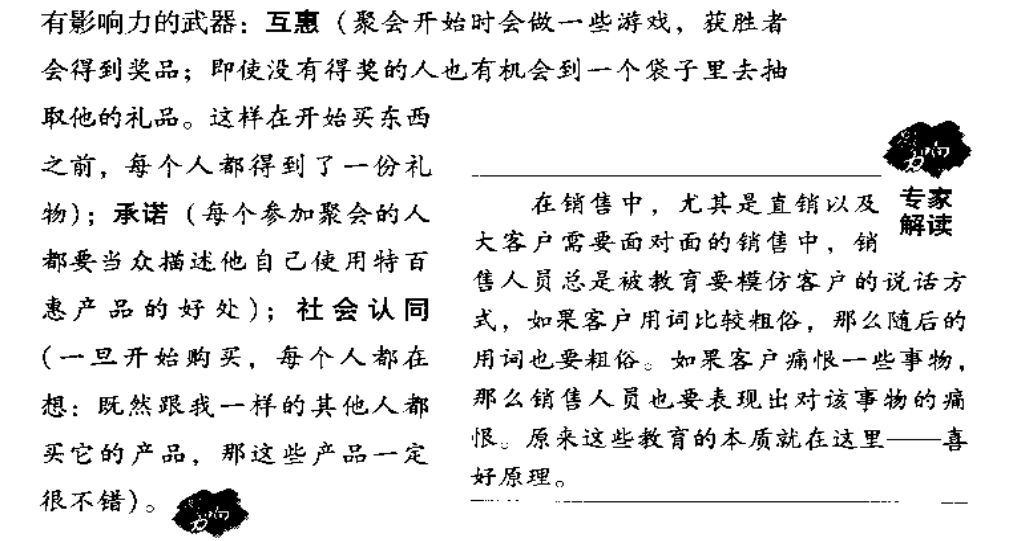 有影响力的武器：互惠（聚会开始时会做一些游戏，获胜者
会得到奖品；即使没有得奖的人也有机会到一个袋子里去抽
取他的礼品。这样在开始买东西
之前，每个人都得到了一份礼
物）；承诺（每个参加聚会的人
都要当众描述他自己使用特百
惠产品的好处）；社会认同
（一旦开始购买，每个人都在
想：既然跟我一样的其他人都
买它的产品，那这些产品一定
很不错）。
专家
解读
在销售中，尤其是直销以及
大客户需要面对面的销售中，销
售人员总是被教育要模仿客户的说话方
式，如果客户用词比较粗俗，那么随后的
用词也要粗俗。如果客户痛恨一些事物，
那么销售人员也要表现出对该事物的痛
恨。原来这些教育的本质就在这里——喜
好原理。